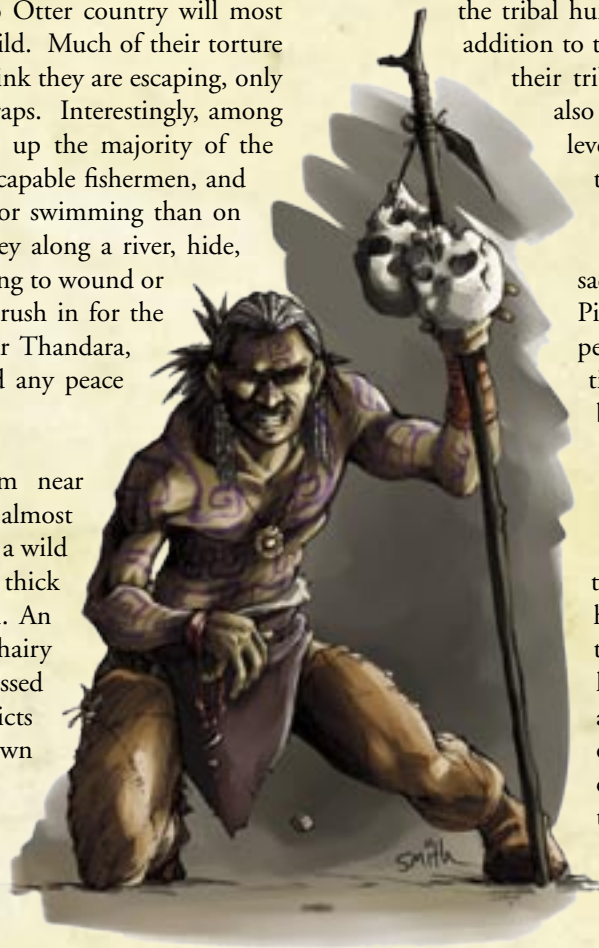 o Otter country will most
ild. Much of their torture
ink they are escaping, only
raps. Interestingly, among
up the majority of the
capable fishermen, and
or swimming than on
ey along a river, hide,
ng to wound or
rush in for the
r Thandara,
d any peace
m near
almost
a wild
thick
. An
hairy
ssed
icts
wn
the tribal hu
addition to t
their tri
also
leve
t
sa
Pi
pe
ti
t
h
t
a
t
Smith